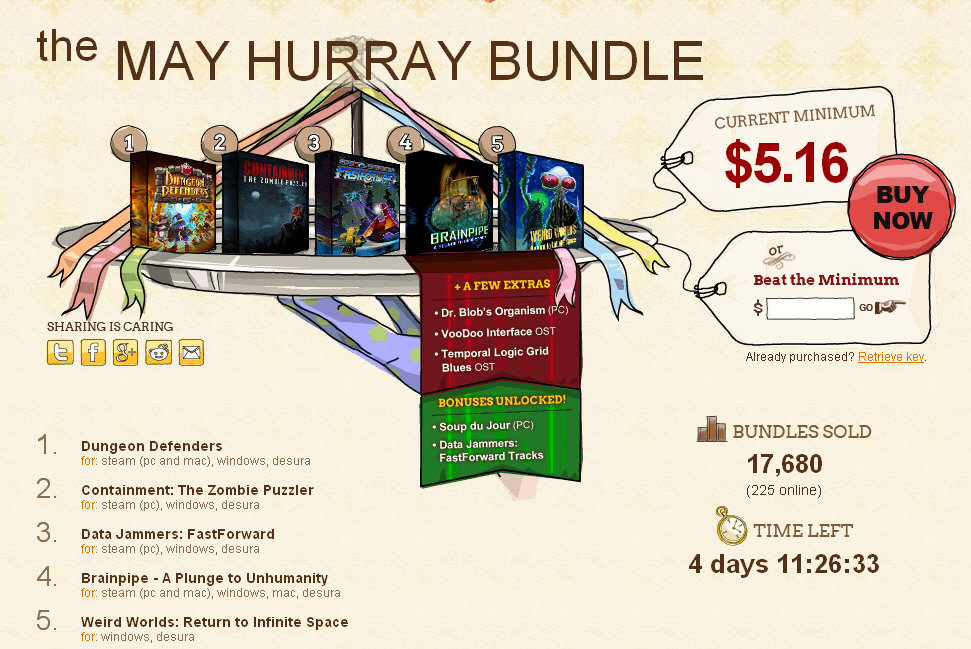 the MAY HURRAY BUNDLE
1 2 3 4 5
DUNGEON
DEFENDERS
CONTAINMENT
THE ZOMBIE PUZZLER
BRAINPIPE
WEIRD WORLDS
CURRENT MINIMUM
$5.16
BUY
NOW
or
Beat the Minimum
$ GO
Already purchased? Retrieve key.
+ A FEW EXTRAS
• Dr. Blob's Organism (PC)
• VooDoo Interface OST
• Temporal Logic Grid
Blues OST
BONUSES UNLOCKED!
• Soup du Jour (PC)
• Data Jammers:
FastForward Tracks
SHARING IS CARING
1. Dungeon Defenders
for: steam (pc and mac), windows, desura
2. Containment: The Zombie Puzzler
for: steam (pc), windows, desura
3. Data Jammers: FastForward
for: steam (pc), windows, desura
4. Brainpipe - A Plunge to Unhumanity
for: steam (pc and mac), windows, mac, desura
5. Weird Worlds: Return to Infinite Space
for: windows, desura
BUNDLES SOLD
17,680
(225 online)
TIME LEFT
4 days 11:26:33